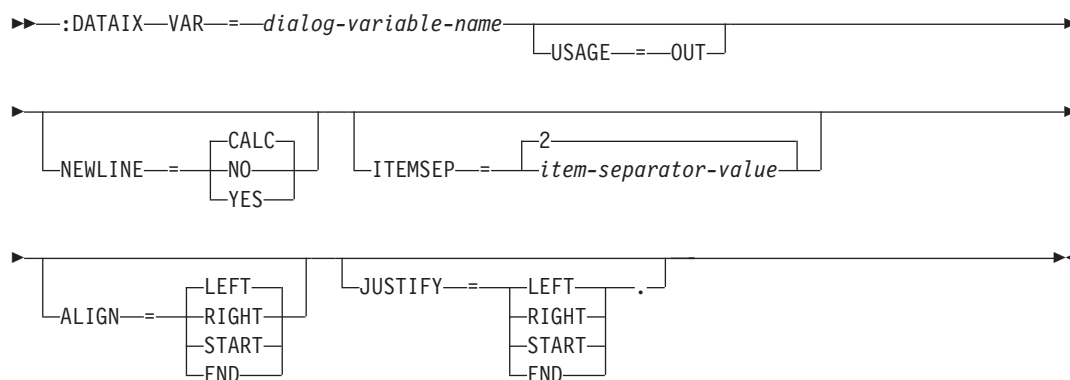 :DATAIX VAR = dialog-variable-name
USAGE = OUT
CALC
NEWLINE = NO
YES
2
ITEMSEP = item-separator-value
LEFT
ALIGN = RIGHT
START
END
JUSTIFY = LEFT .
RIGHT
START
END